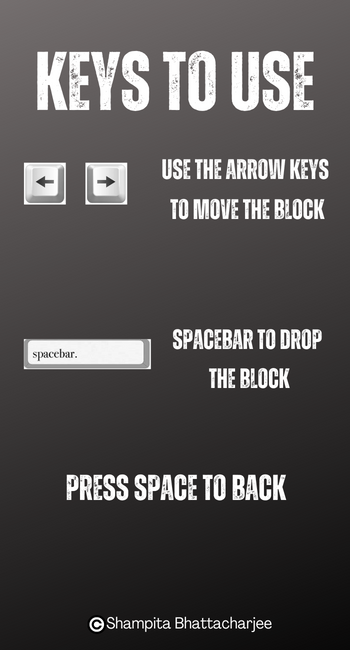 KEYS TO USE
USE THE ARROW KEYS
TO MOVE THE BLOCK
spacebar.
SPACEBAR TO DROP
THE BLOCK
PRESS SPACE TO BACK
© Shampita Bhattacharjee